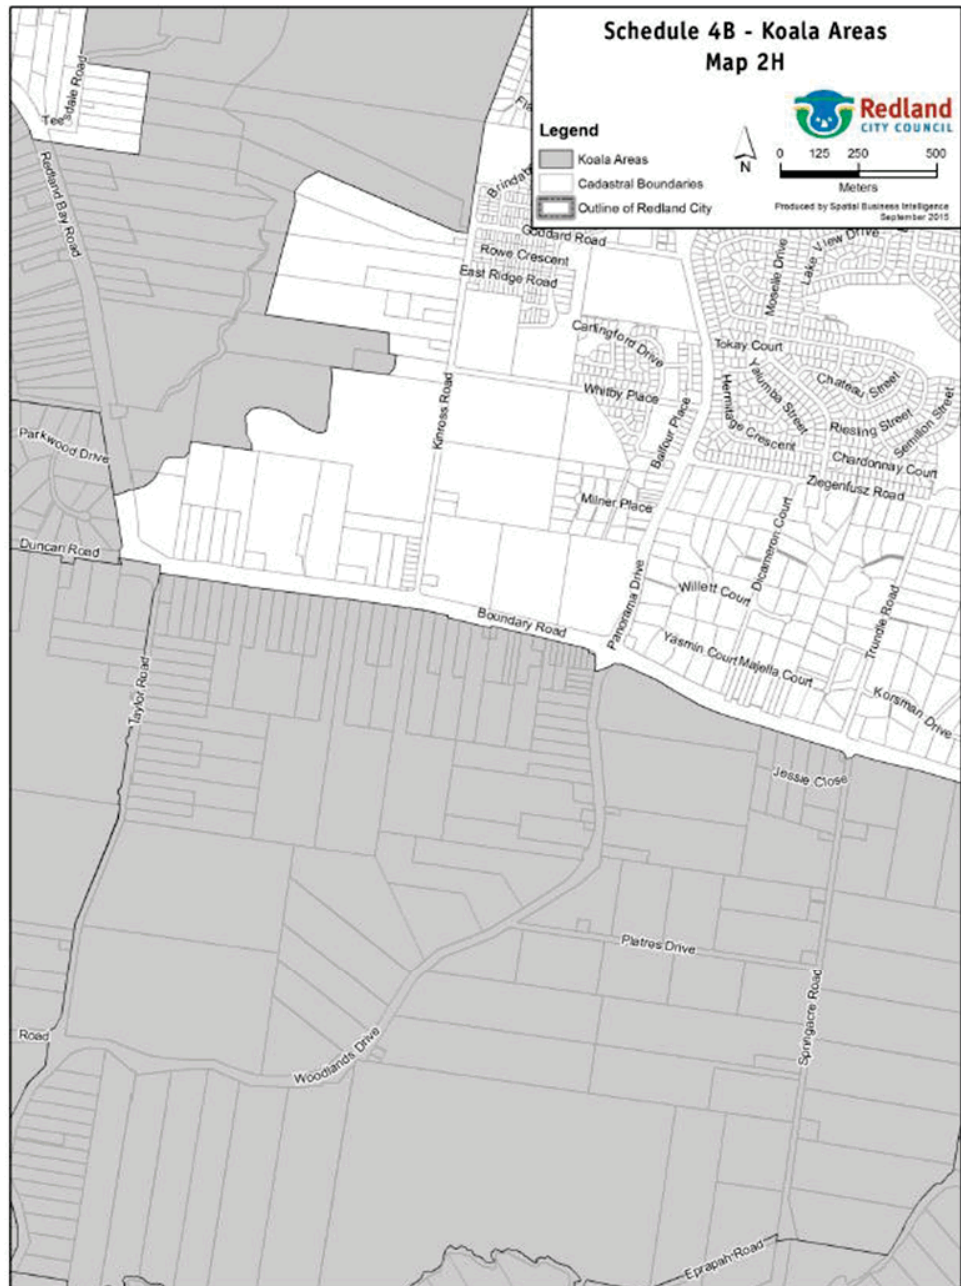 Schedule 4B - Koala Areas
Map 2H
Redland
CITY COUNCIL
Legend
Koala Areas
Cadastral Boundaries
Outline of Redland City
N
0 125 250 500
Meters
Produced by Spatial Business Intelligence
September 2015
Teesdale Road
Redland Bay Road
Goddard Road
Rowe Crescent
East Ridge Road
Moselle Drive
Lake View Drive
Carlingford Drive
Tokay Court
Whitby Place
Kinross Road
Balfour Place
Hermitage Crescent
Yalumba Street
Chateau Street
Riesling Street
Semillon Street
Chardonnay Court
Ziegenfusz Road
Parkwood Drive
Milner Place
Duncan Road
Panorama Drive
Dicameron Court
Willett Court
Trundle Road
Boundary Road
Yasmin Court
Majella Court
Korsman Drive
Taylor Road
Jessie Close
Platres Drive
Springacre Road
Road
Woodlands Drive
Eprapah Road